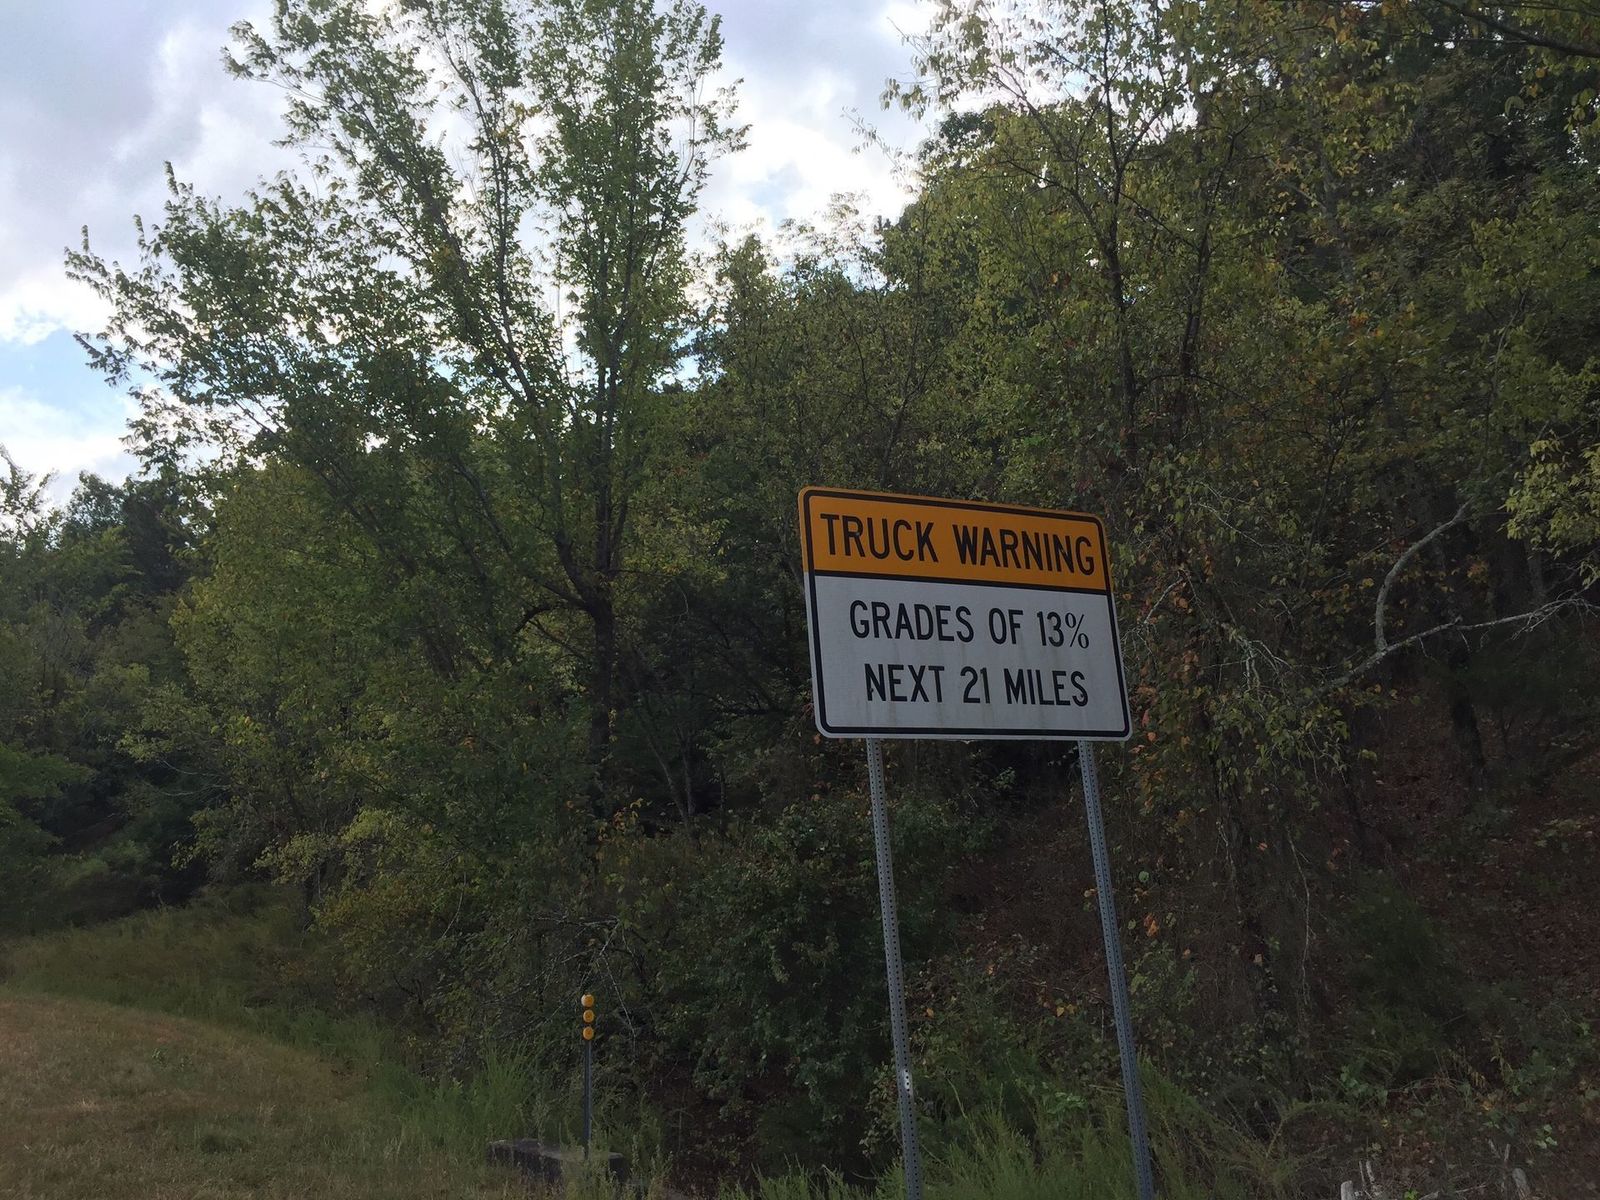 TRUCK WARNING
GRADES OF 13%
NEXT 21 MILES